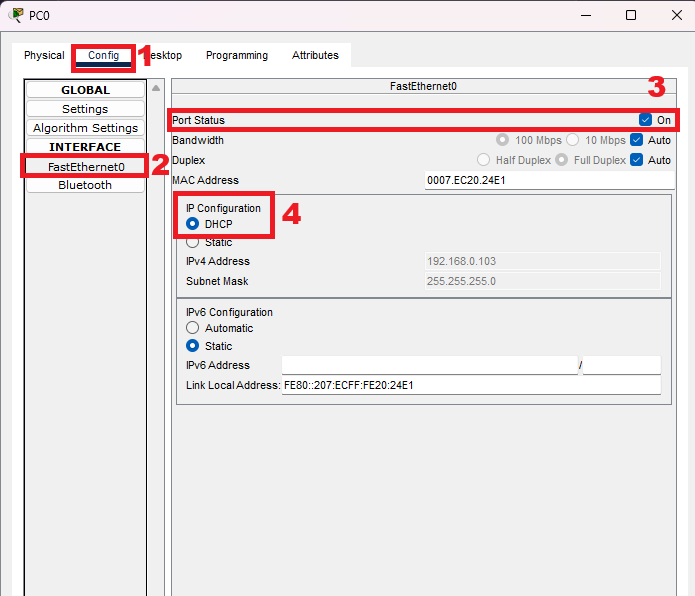 PC0
Physical Config 1 Desktop Programming Attributes
GLOBAL
Settings
Algorithm Settings
INTERFACE
FastEthernet0 2
Bluetooth
FastEthernet0
3
Port Status On
Bandwidth 100 Mbps 10 Mbps Auto
Duplex Half Duplex Full Duplex Auto
MAC Address 0007.EC20.24E1
IP Configuration
DHCP 4
Static
IPv4 Address 192.168.0.103
Subnet Mask 255.255.255.0
IPv6 Configuration
Automatic
Static
IPv6 Address /
Link Local Address: FE80::207:ECFF:FE20:24E1